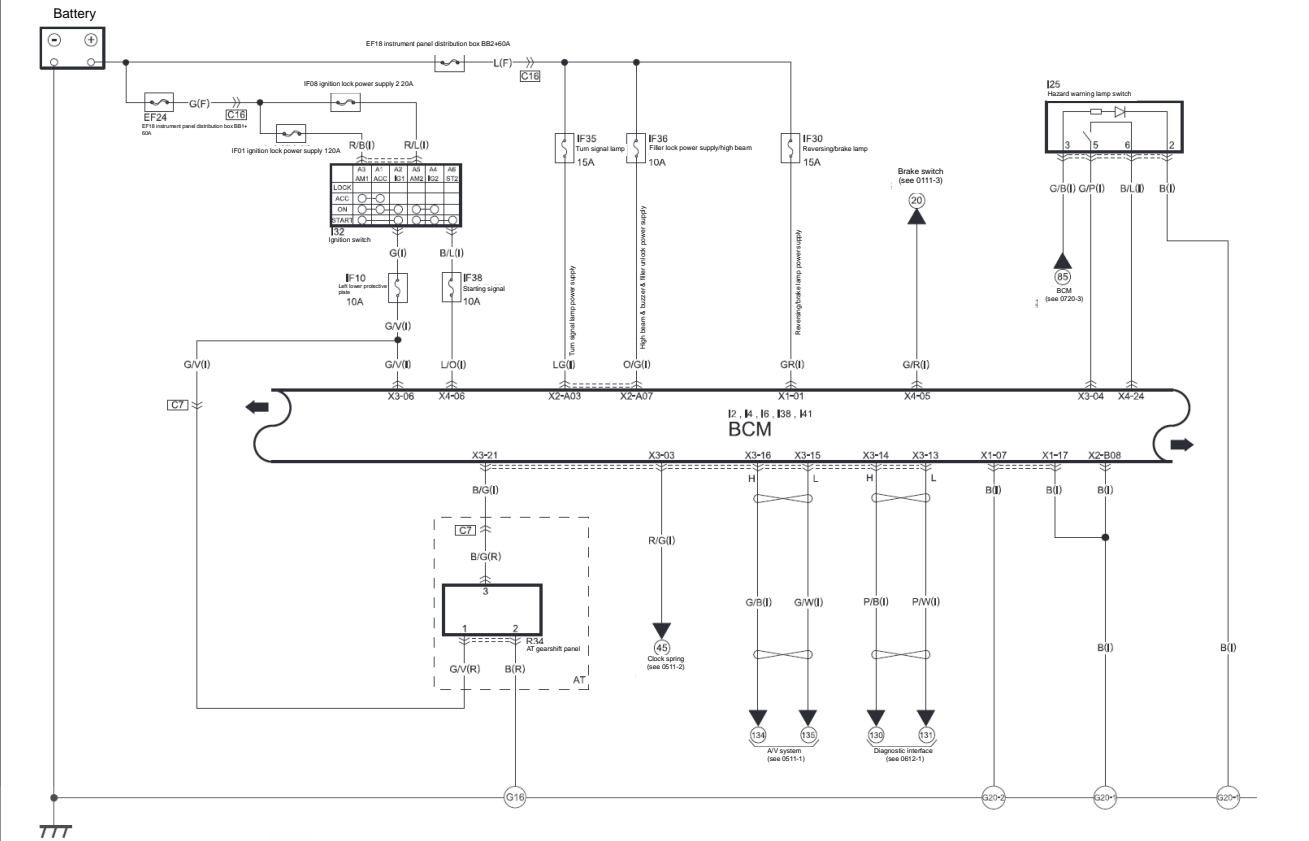 Battery
-
+
EF18 instrument panel distribution box BB2+60A
L(F)
C16
IF08 ignition lock power supply 2 20A
G(F)
C16
EF24
EF18 instrument panel distribution box BB1+
60A
IF01 ignition lock power supply 120A
R/B(I)
R/L(I)
A3 A1 A2 A5 A4 A6
AM1 ACC IG1 AM2 IG2 ST2
LOCK
ACC
ON
START
I32
Ignition switch
G(I)
B/L(I)
IF10
Left lower protective
plate
10A
IF38
Starting signal
10A
G/V(I)
G/V(I)
G/V(I)
L/O(I)
C7
IF35
Turn signal lamp
15A
IF36
Filler lock power supply/high beam
10A
IF30
Reversing/brake lamp
15A
Turn signal lamp power supply
High beam & buzzer & filler unlock power supply
Reversing/brake lamp power supply
LG(I)
O/G(I)
GR(I)
Brake switch
(see 0111-3)
20
G/R(I)
I25
Hazard warning lamp switch
3 5 6 2
G/B(I) G/P(I) B/L(I) B(I)
85
BCM
(see 0720-3)
X3-06 X4-06 X2-A03 X2-A07 X1-01 X4-05 X3-04 X4-24
I2 , I4 , I6 , I38 , I41
BCM
X3-21 X3-03 X3-16 X3-15 X3-14 X3-13 X1-07 X1-17 X2-B08
H L H L
B/G(I)
B(I) B(I) B(I)
C7
B/G(R)
R/G(I)
3
G/B(I) G/W(I) P/B(I) P/W(I)
1 2
R34
AT gearshift panel
G/V(R) B(R)
AT
45
Clock spring
(see 0511-2)
B(I)
B(I)
134 135 130 131
A/V system
(see 0511-1)
Diagnostic interface
(see 0612-1)
G16
G20-2
G20-1
G20-1